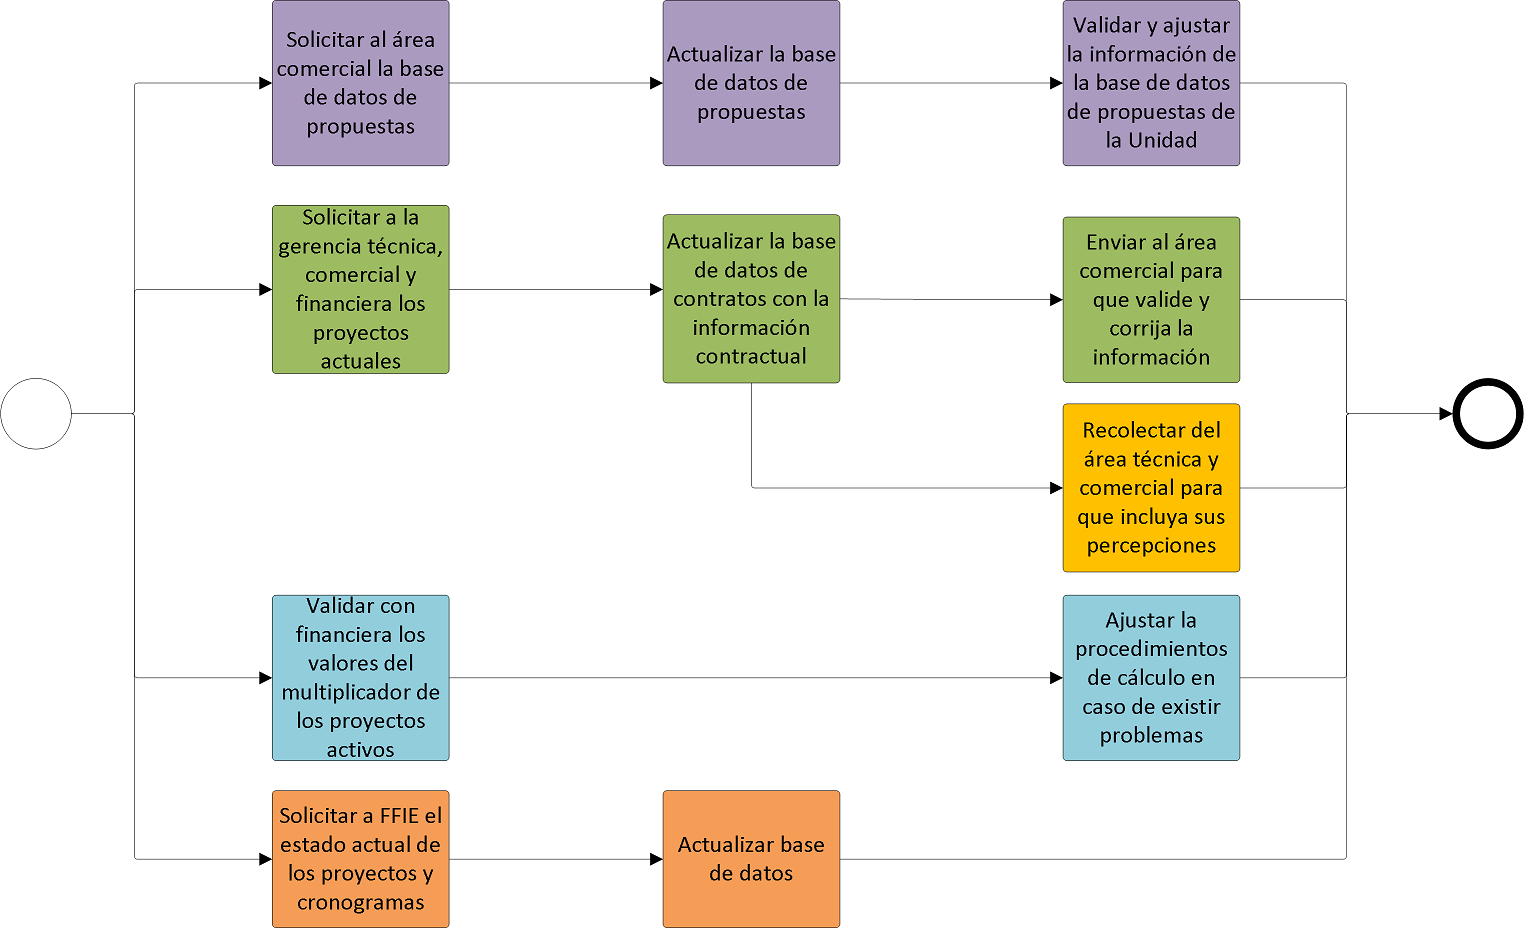 Solicitar al área
comercial la base
de datos de
propuestas
Actualizar la base
de datos de
propuestas
Validar y ajustar
la información de
la base de datos
de propuestas de
la Unidad
Solicitar a la
gerencia técnica,
comercial y
financiera los
proyectos
actuales
Actualizar la base
de datos de
contratos con la
información
contractual
Enviar al área
comercial para
que valide y
corrija la
información
Recolectar del
área técnica y
comercial para
que incluya sus
percepciones
Validar con
financiera los
valores del
multiplicador de
los proyectos
activos
Ajustar la
procedimientos
de cálculo en
caso de existir
problemas
Solicitar a FFIE el
estado actual de
los proyectos y
cronogramas
Actualizar base
de datos